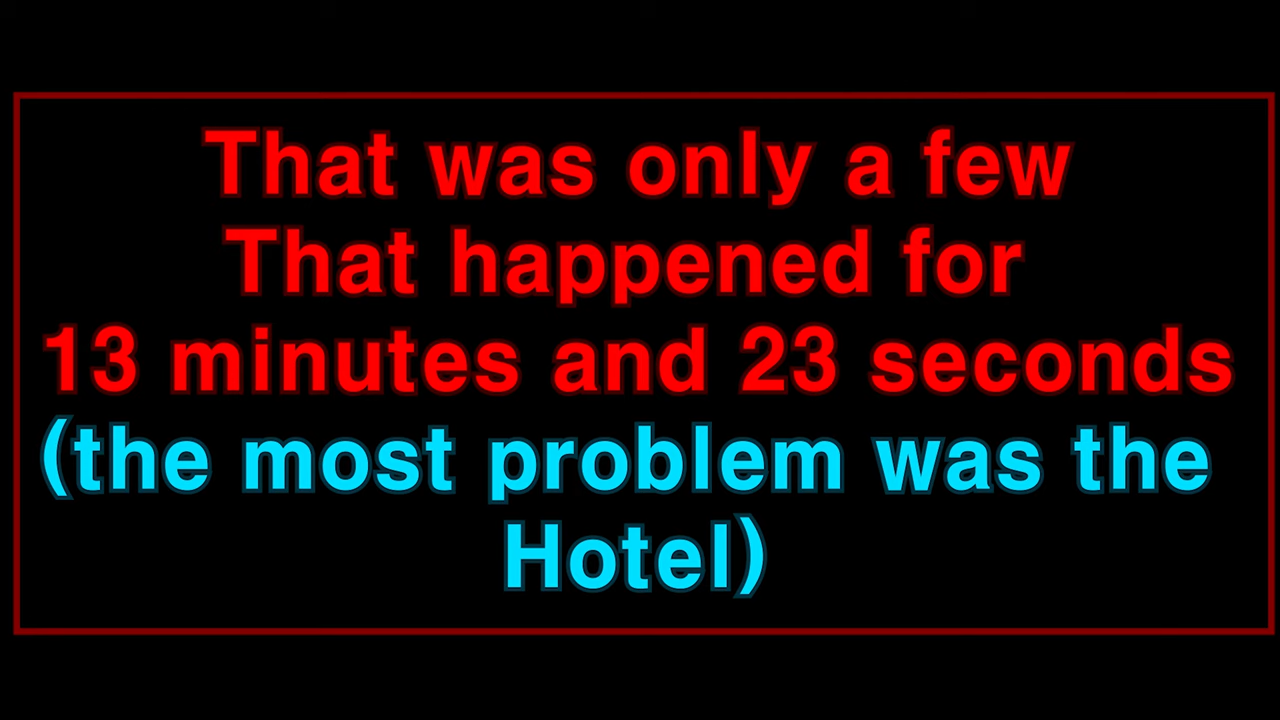 That was only a few
That happened for
13 minutes and 23 seconds
(the most problem was the
Hotel)